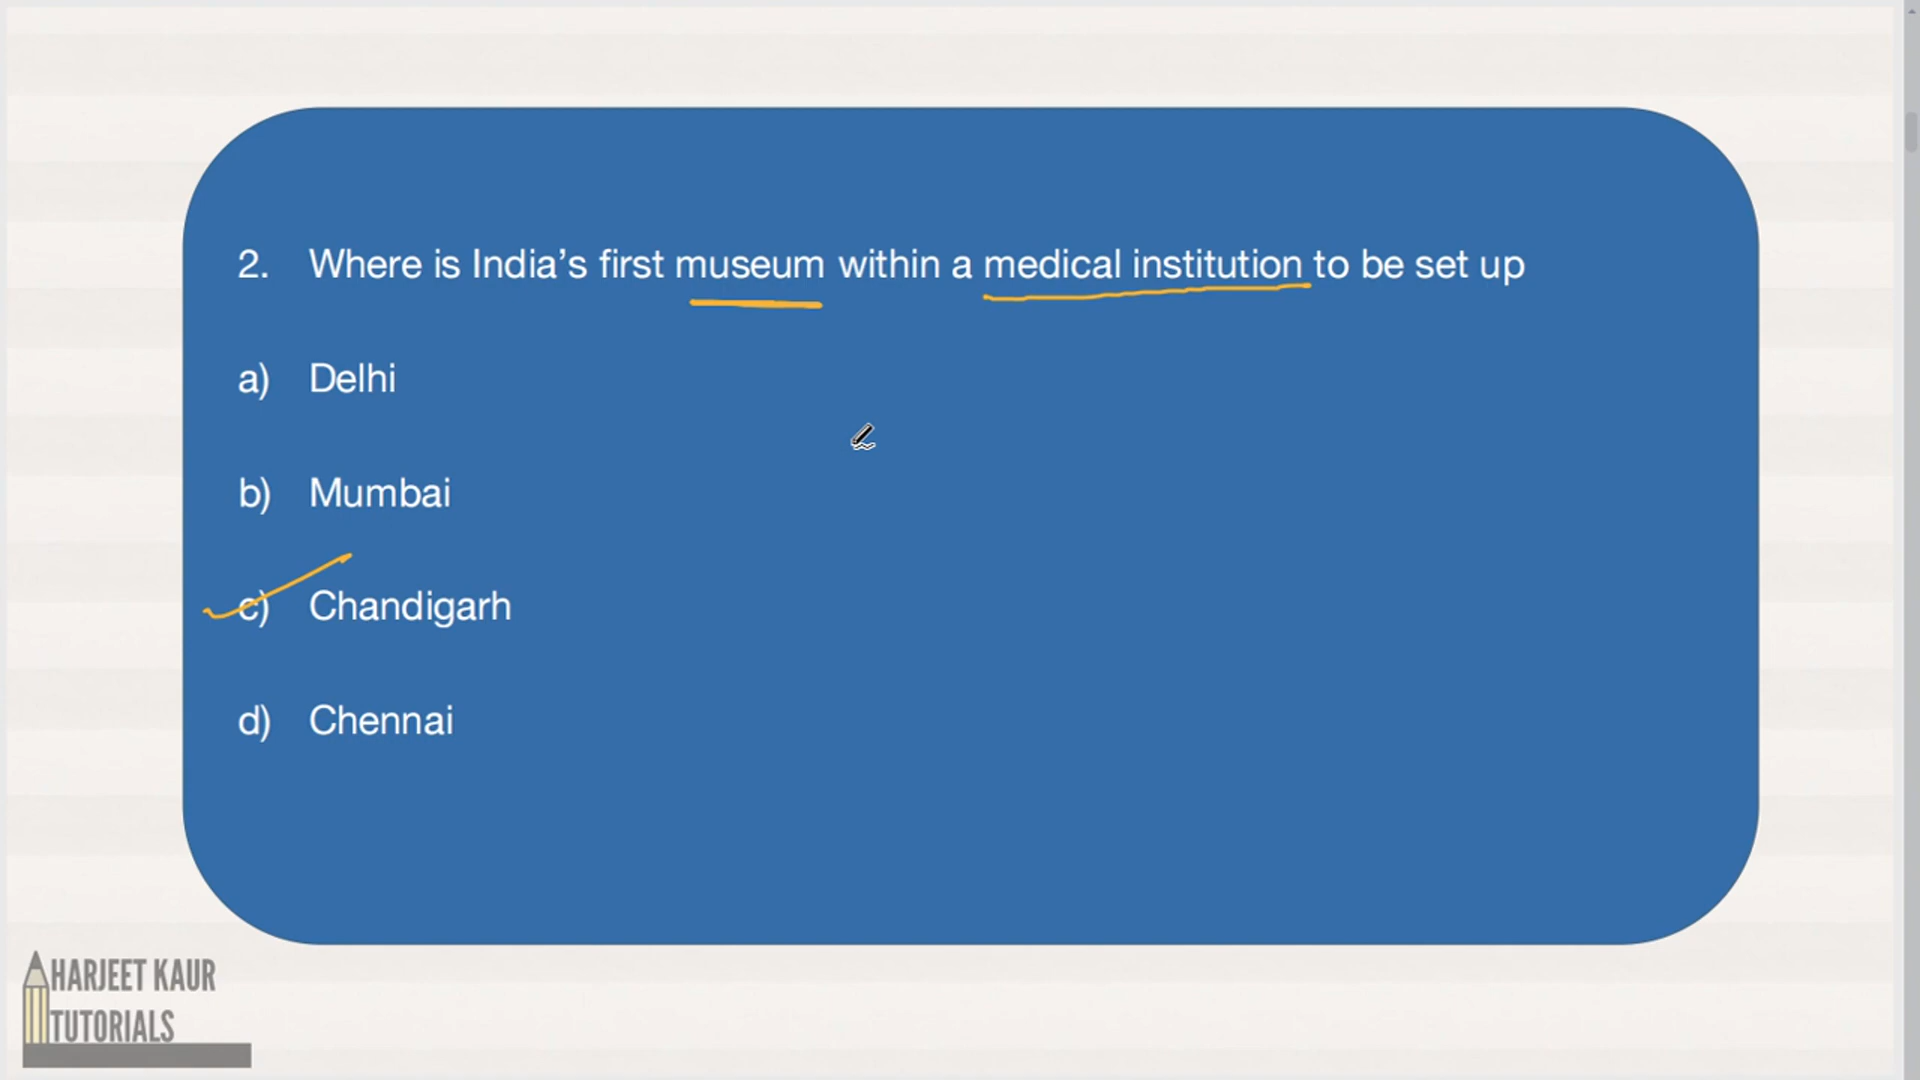 2. Where is India’s first museum within a medical institution to be set up
a) Delhi
b) Mumbai
c) Chandigarh
d) Chennai
HARJEET KAUR
TUTORIALS